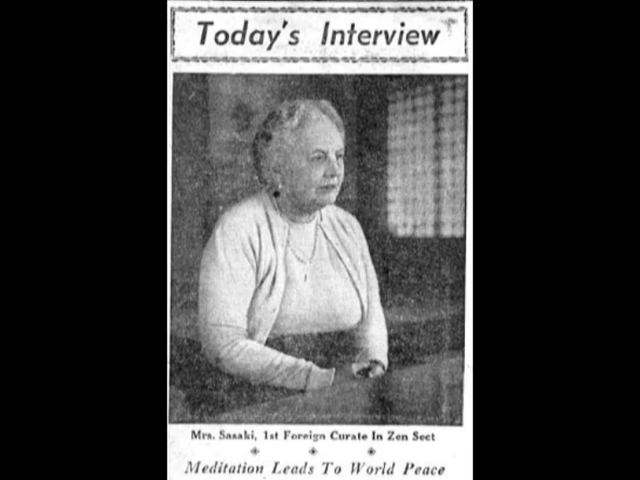 Today's Interview
Mrs. Sasaki, 1st Foreign Curate In Zen Sect
Meditation Leads To World Peace